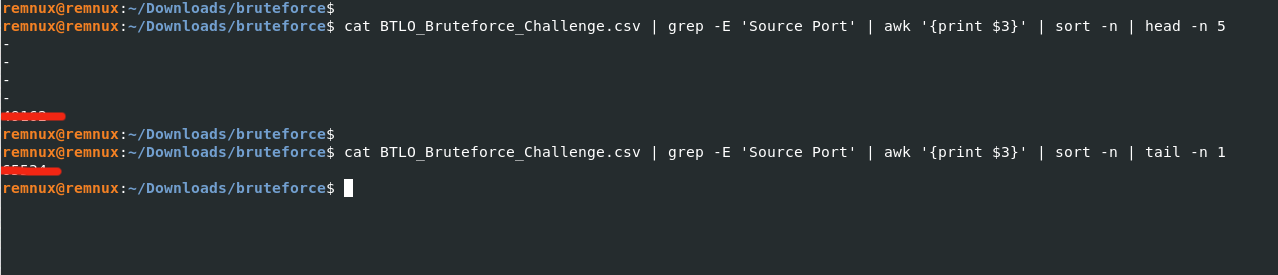 remnux@remnux:~/Downloads/bruteforce$
remnux@remnux:~/Downloads/bruteforce$ cat BTLO_Bruteforce_Challenge.csv | grep -E 'Source Port' | awk '{print $3}' | sort -n | head -n 5
-
-
-
-
remnux@remnux:~/Downloads/bruteforce$
remnux@remnux:~/Downloads/bruteforce$ cat BTLO_Bruteforce_Challenge.csv | grep -E 'Source Port' | awk '{print $3}' | sort -n | tail -n 1
remnux@remnux:~/Downloads/bruteforce$